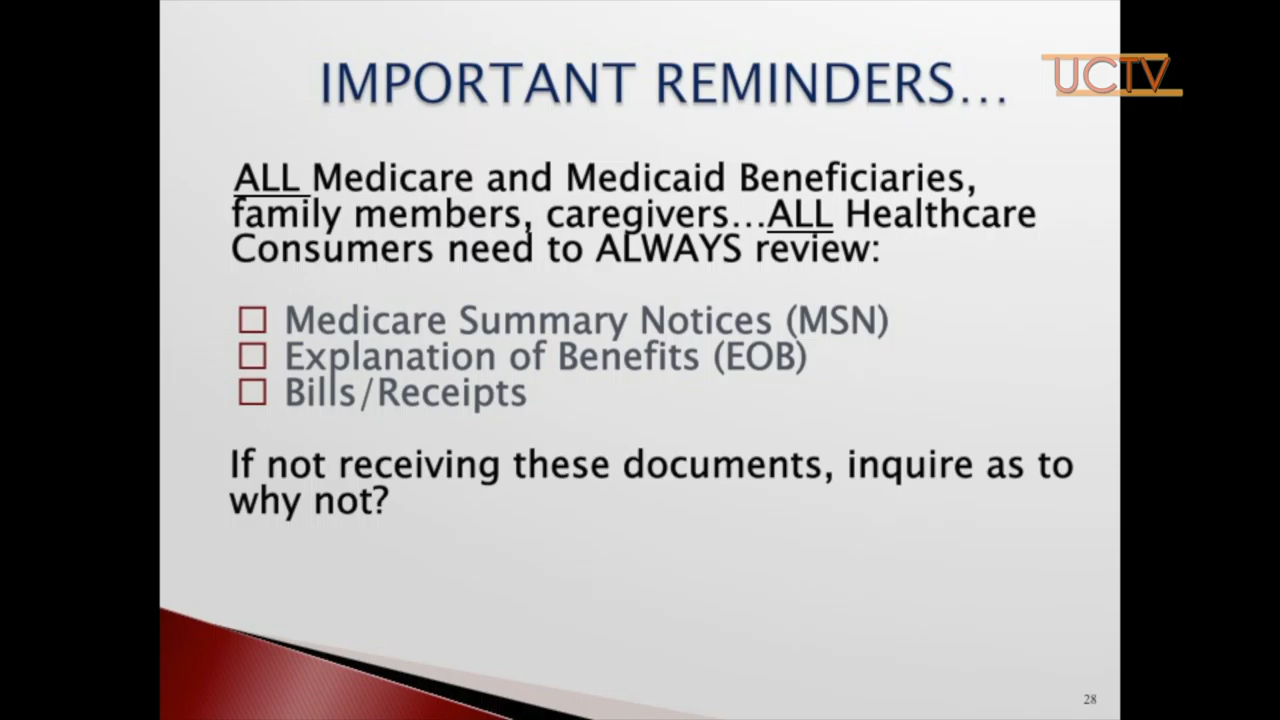 IMPORTANT REMINDERS...
UCTV
ALL Medicare and Medicaid Beneficiaries,
family members, caregivers...ALL Healthcare
Consumers need to ALWAYS review:
Medicare Summary Notices (MSN)
Explanation of Benefits (EOB)
Bills/Receipts
If not receiving these documents, inquire as to
why not?
28